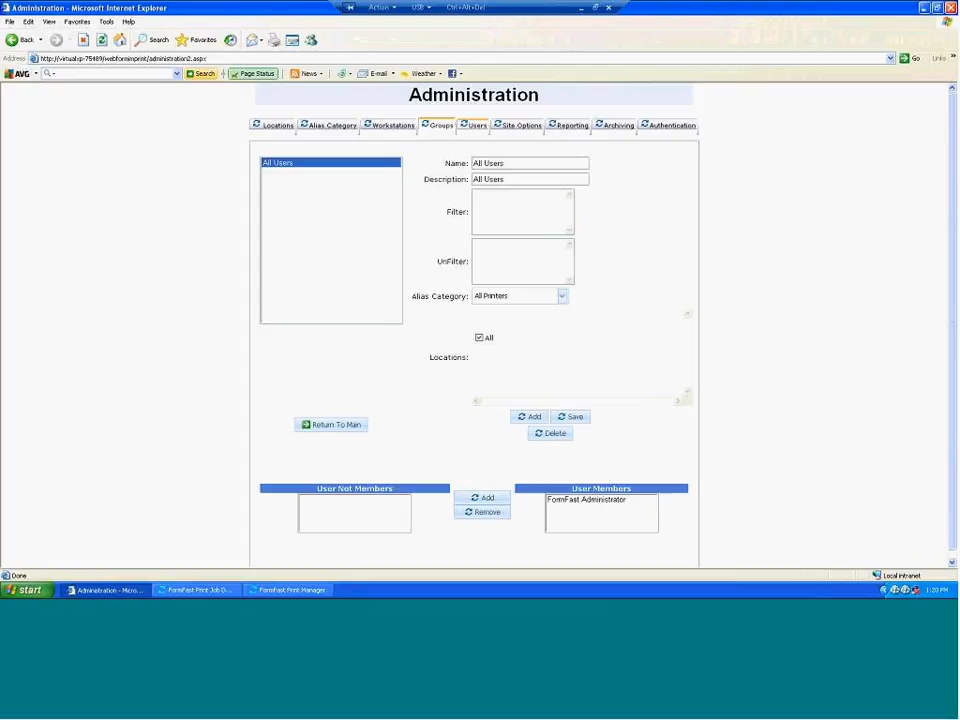 Administration - Microsoft Internet Explorer
Action USB Ctrl+Alt+Del
File Edit View Favorites Tools Help
Back Search Favorites
Address http://virtualxp-75489/webformimprint/administration2.aspx Go Links
AVG Search Page Status News E-mail Weather
Administration
Locations Alias Category Workstations Groups Users Site Options Reporting Archiving Authentication
All Users
Name: All Users
Description: All Users
Filter:
UnFilter:
Alias Category: All Printers
All
Locations:
Add Save
Return To Main
Delete
User Not Members User Members
Add
FormFast Administrator
Remove
Done Local intranet
start Administration - Micro... FormFast Print Job D... FormFast Print Manager 1:20 PM